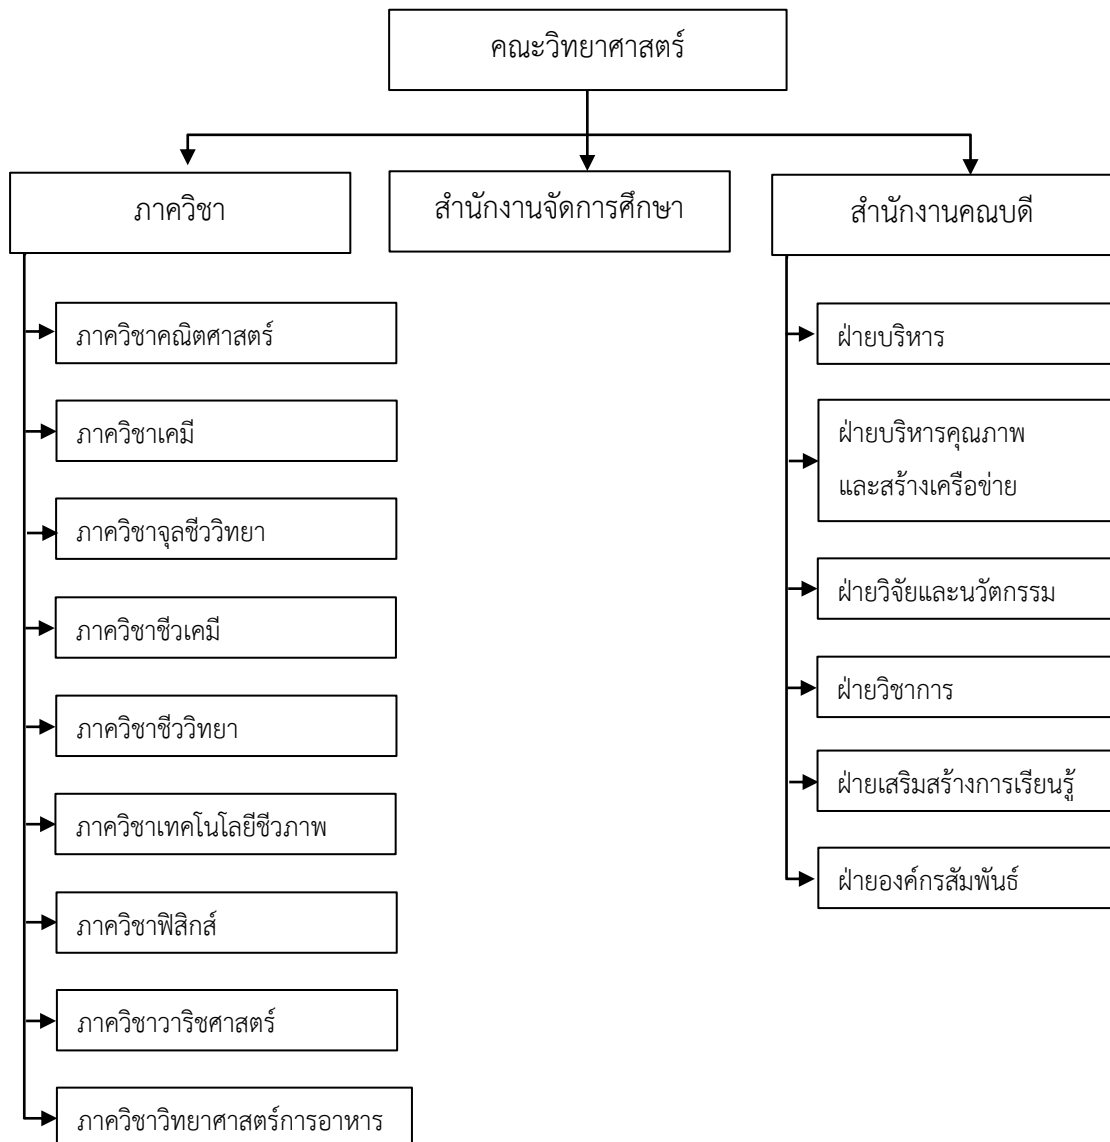 คณะวิทยาศาสตร์
ภาควิชา
สำนักงานจัดการศึกษา
สำนักงานคณบดี
ภาควิชาคณิตศาสตร์
ภาควิชาเคมี
ภาควิชาจุลชีววิทยา
ภาควิชาชีวเคมี
ภาควิชาชีววิทยา
ภาควิชาเทคโนโลยีชีวภาพ
ภาควิชาฟิสิกส์
ภาควิชาวาริชศาสตร์
ภาควิชาวิทยาศาสตร์การอาหาร
ฝ่ายบริหาร
ฝ่ายบริหารคุณภาพ
และสร้างเครือข่าย
ฝ่ายวิจัยและนวัตกรรม
ฝ่ายวิชาการ
ฝ่ายเสริมสร้างการเรียนรู้
ฝ่ายองค์กรสัมพันธ์